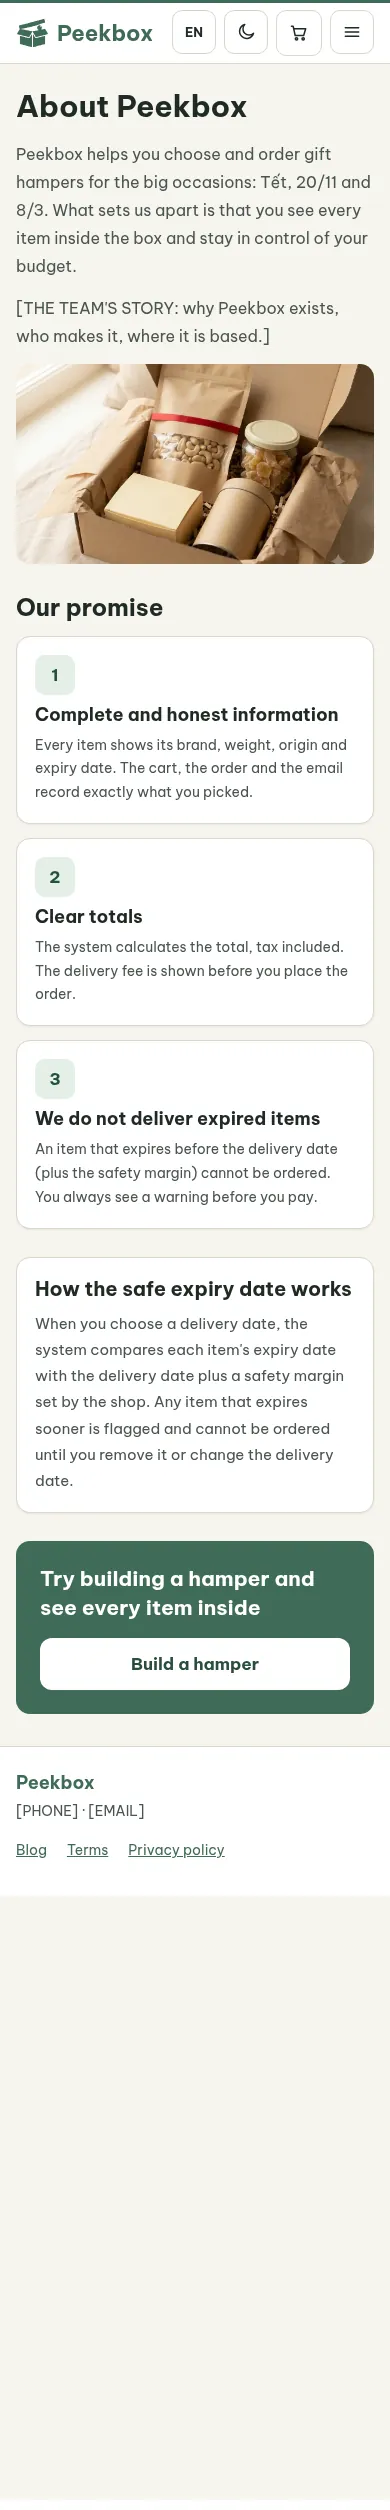 Peekbox
EN
About Peekbox
Peekbox helps you choose and order gift
hampers for the big occasions: Tết, 20/11 and
8/3. What sets us apart is that you see every
item inside the box and stay in control of your
budget.
[THE TEAM'S STORY: why Peekbox exists,
who makes it, where it is based.]
Our promise
1
Complete and honest information
Every item shows its brand, weight, origin and
expiry date. The cart, the order and the email
record exactly what you picked.
2
Clear totals
The system calculates the total, tax included.
The delivery fee is shown before you place the
order.
3
We do not deliver expired items
An item that expires before the delivery date
(plus the safety margin) cannot be ordered.
You always see a warning before you pay.
How the safe expiry date works
When you choose a delivery date, the
system compares each item's expiry date
with the delivery date plus a safety margin
set by the shop. Any item that expires
sooner is flagged and cannot be ordered
until you remove it or change the delivery
date.
Try building a hamper and
see every item inside
Build a hamper
Peekbox
[PHONE] · [EMAIL]
Blog Terms Privacy policy